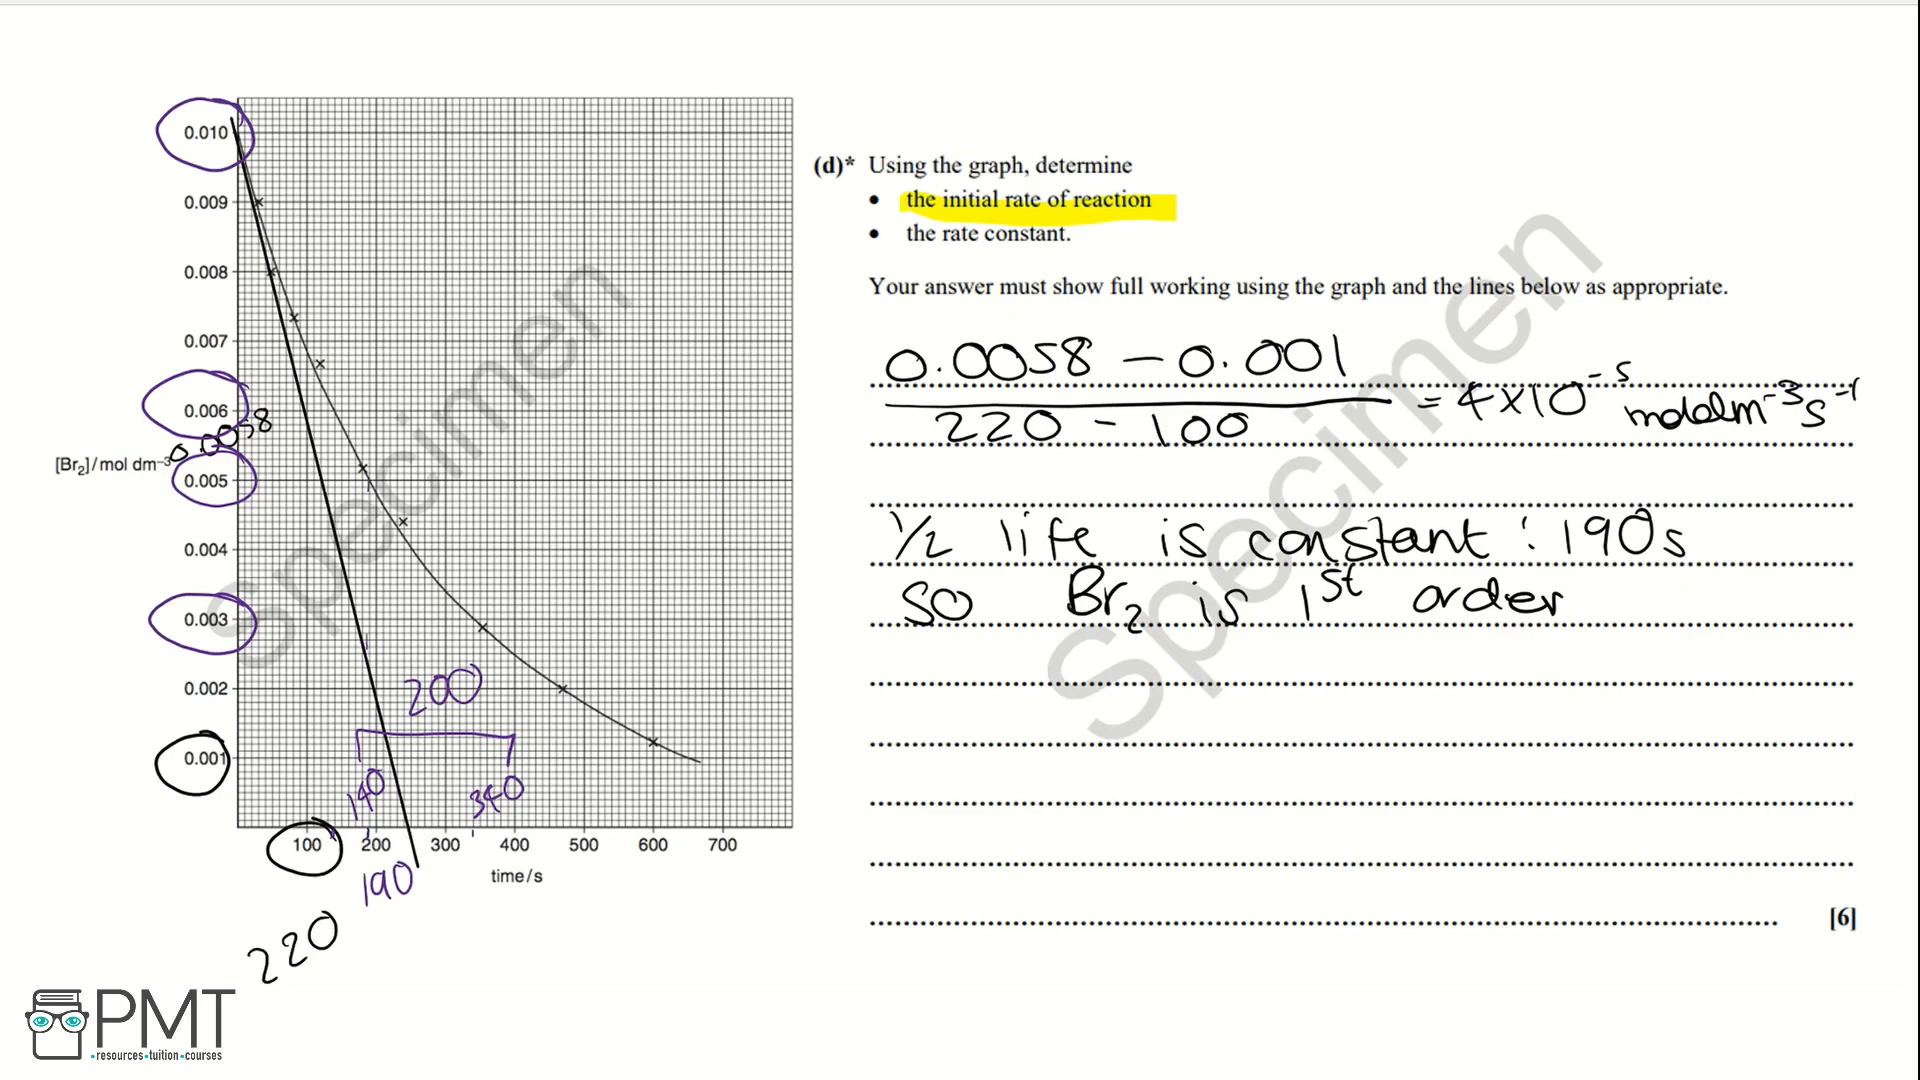 0.010
0.009
0.008
0.007
0.006
0.0058
[Br₂]/mol dm⁻³
0.005
0.004
0.003
0.002
0.001
200
140
340
100 200 300 400 500 600 700
190
time/s
220
Specimen
(d)* Using the graph, determine
• the initial rate of reaction
• the rate constant.
Your answer must show full working using the graph and the lines below as appropriate.
0.0058 – 0.001
220 - 100
= 4×10⁻⁵ moldm⁻³s⁻¹
½ life is constant : 190s
so Br₂ is 1st order
[6]
Specimen
PMT
•resources•tuition•courses